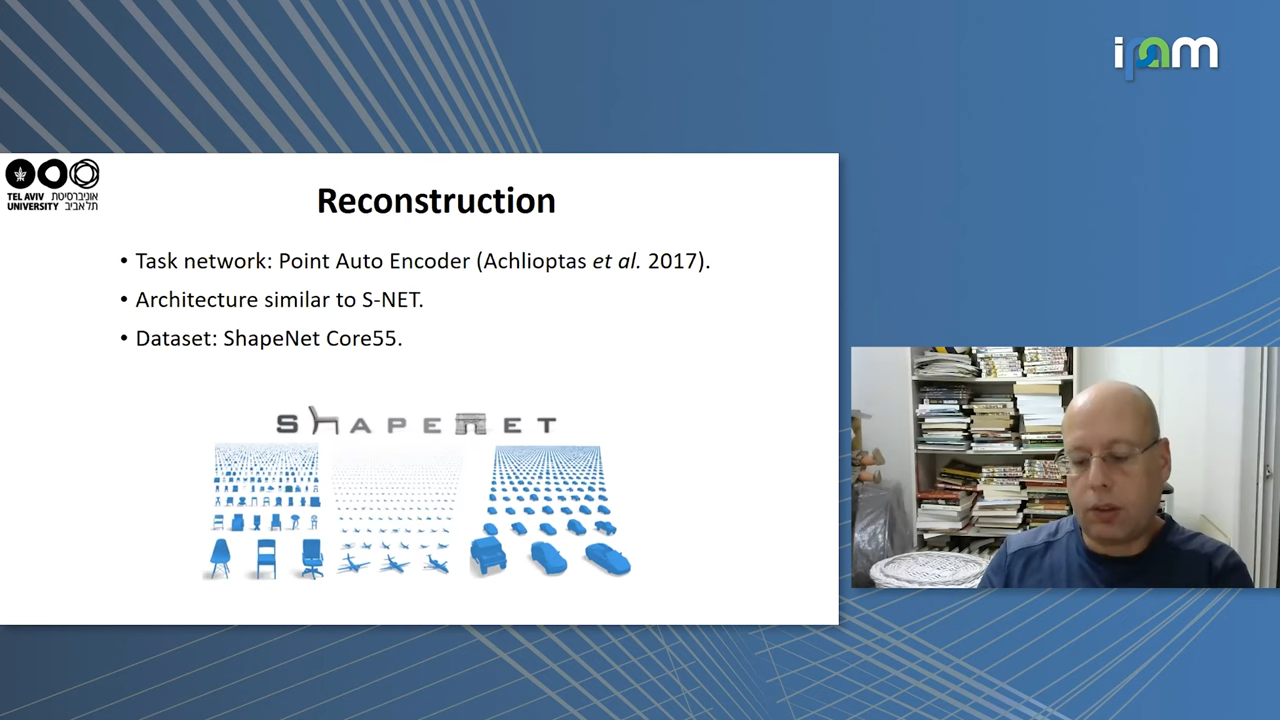 ipam
TEL AVIV אוניברסיטת
UNIVERSITY תל אביב
Reconstruction
• Task network: Point Auto Encoder (Achlioptas et al. 2017).
• Architecture similar to S-NET.
• Dataset: ShapeNet Core55.
SHAPENET